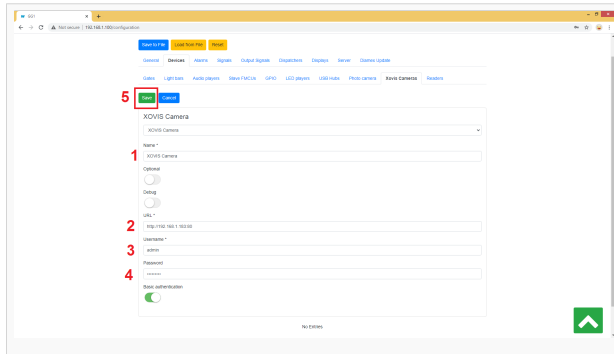 Not secure | 192.168.1.100/configuration
Save to File Load from File Reset
General Devices Alarms Signals Output Signals Dispatchers Displays Server Devices Update
Gates Light bars Audio players Slave FMCUs GPIO LED players USB Hubs Photo camera Xovis Cameras Readers
5 Save Cancel
XOVIS Camera
XOVIS Camera
Name *
1 XOVIS Camera
Optional
Debug
URL *
2 http://192.168.1.103:80
Username *
3 admin
Password
4
Basic authentication
No Entries